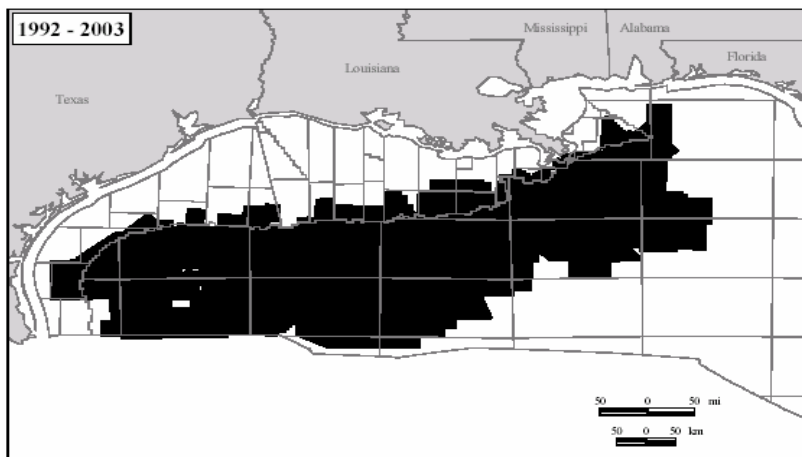 1992 - 2003
Mississippi
Alabama
Louisiana
Florida
Texas
50 0 50 mi
50 0 50 km